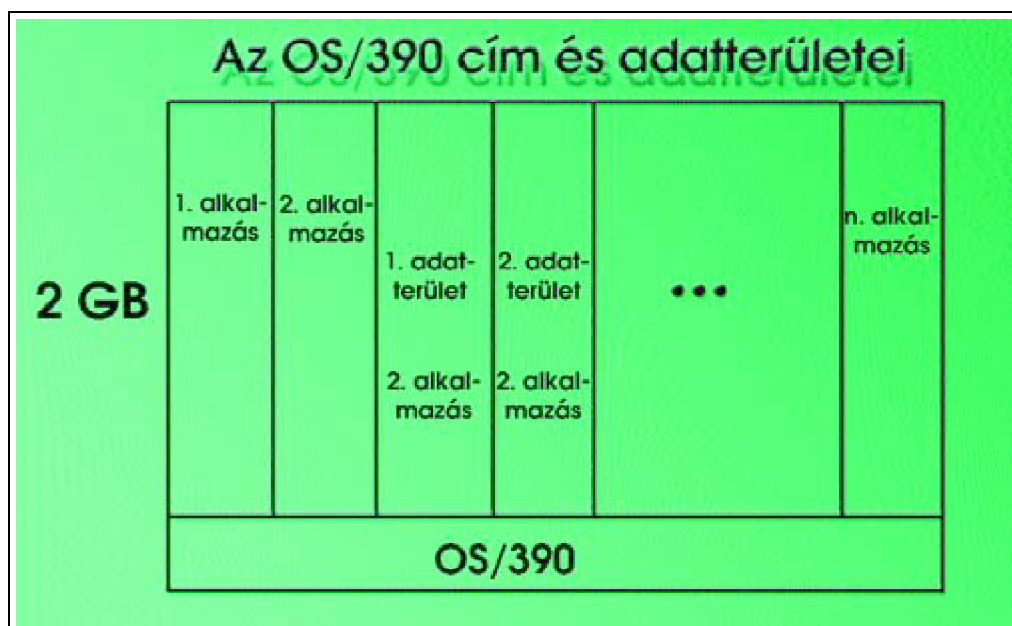 Az OS/390 cím és adatterületei
1. alkal-
mazás
2. alkal-
mazás
1. adat-
terület
2. alkal-
mazás
2. adat-
terület
2. alkal-
mazás
...
n. alkal-
mazás
2 GB
OS/390